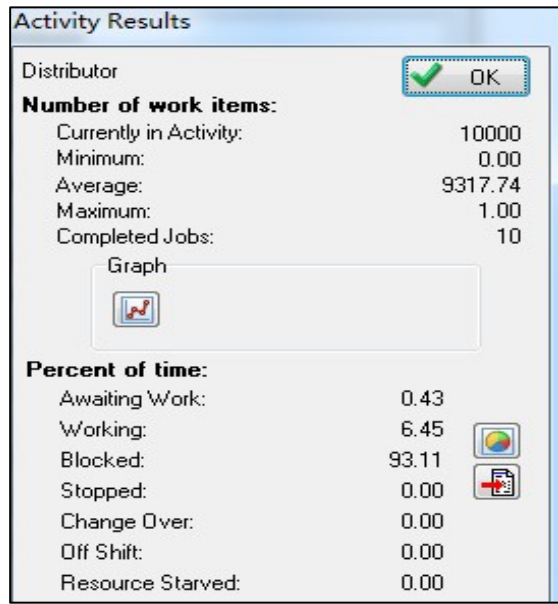 Activity Results
Distributor
OK
Number of work items:
Currently in Activity: 10000
Minimum: 0.00
Average: 9317.74
Maximum: 1.00
Completed Jobs: 10
Graph
Percent of time:
Awaiting Work: 0.43
Working: 6.45
Blocked: 93.11
Stopped: 0.00
Change Over: 0.00
Off Shift: 0.00
Resource Starved: 0.00